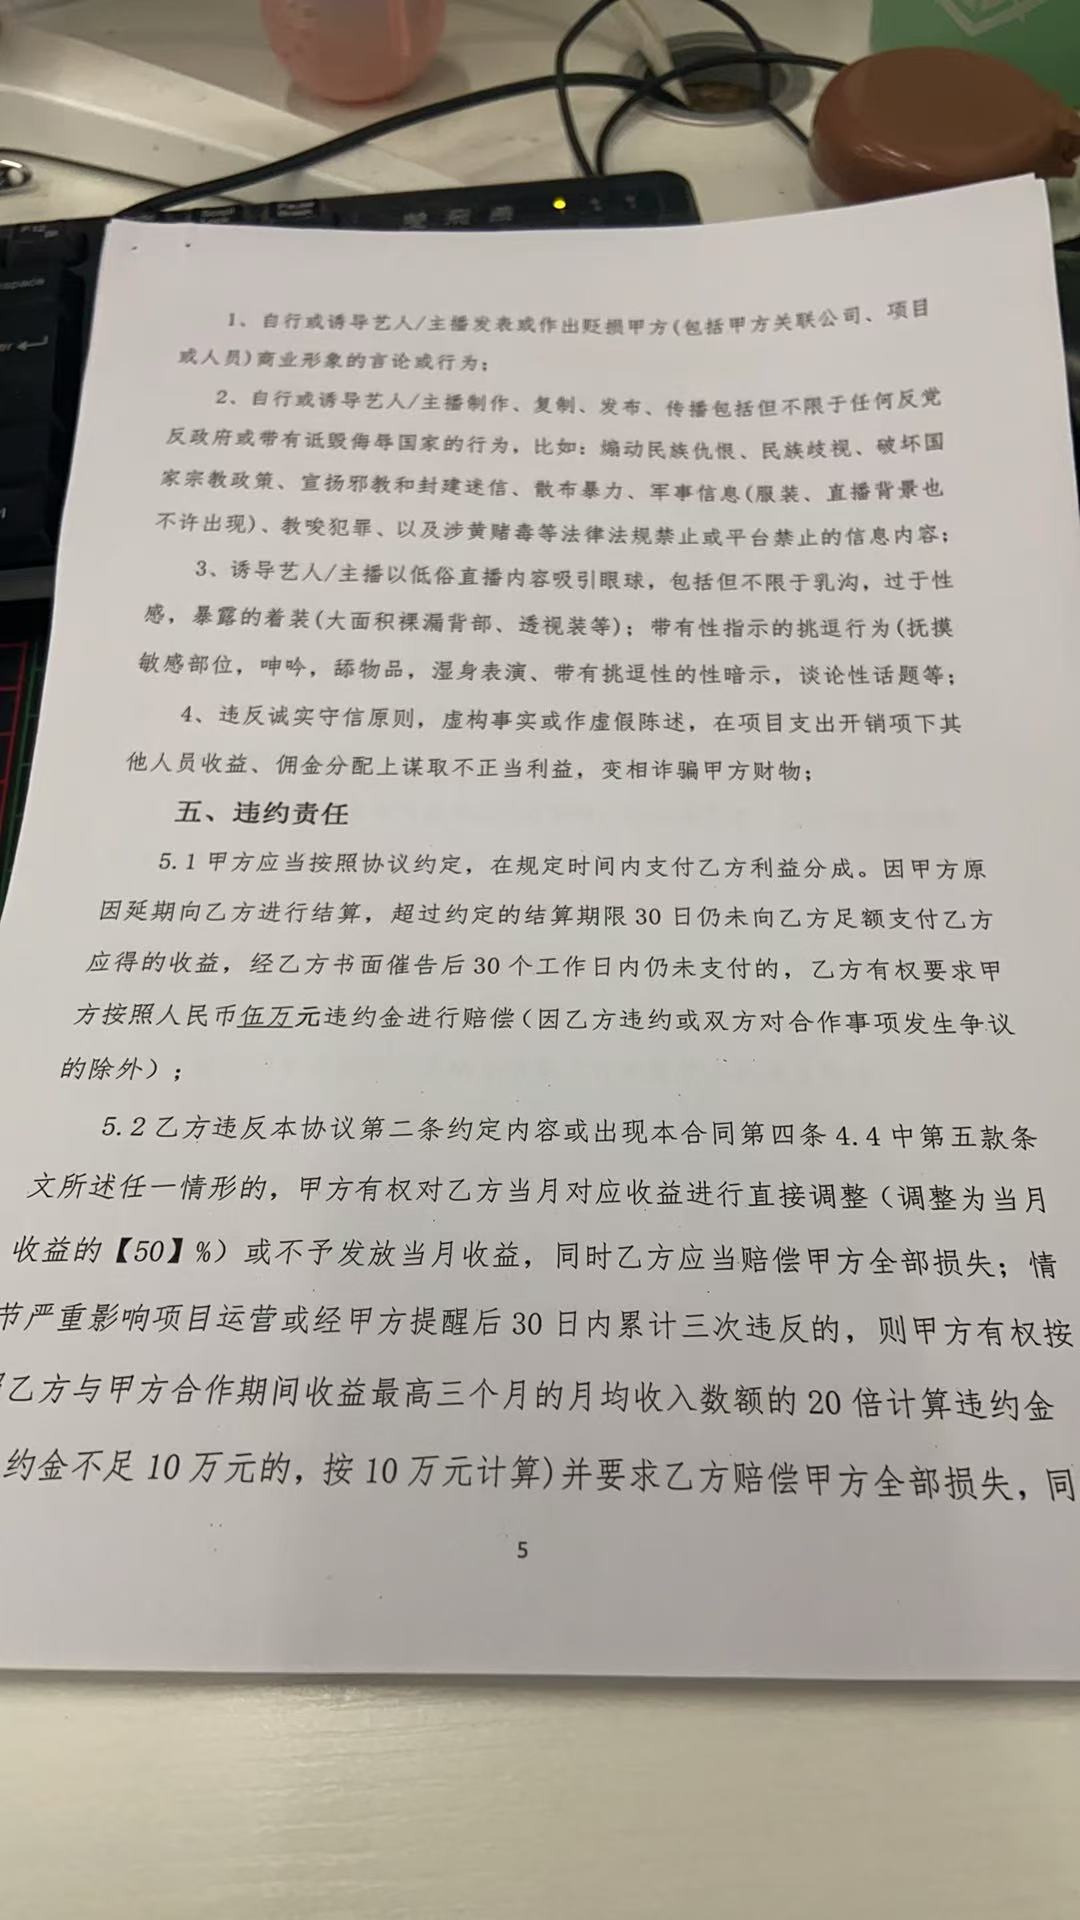 1、自行或诱导艺人/主播发表或作出贬损甲方(包括甲方关联公司、项目
或人员)商业形象的言论或行为；
2、自行或诱导艺人/主播制作、复制、发布、传播包括但不限于任何反党
反政府或带有诋毁侮辱国家的行为，比如：煽动民族仇恨、民族歧视、破坏国
家宗教政策、宣扬邪教和封建迷信、散布暴力、军事信息(服装、直播背景也
不许出现)、教唆犯罪、以及涉黄赌毒等法律法规禁止或平台禁止的信息内容；
3、诱导艺人/主播以低俗直播内容吸引眼球，包括但不限于乳沟，过于性
感，暴露的着装(大面积裸漏背部、透视装等)；带有性指示的挑逗行为(抚摸
敏感部位，呻吟，舔物品，湿身表演、带有挑逗性的性暗示，谈论性话题等；
4、违反诚实守信原则，虚构事实或作虚假陈述，在项目支出开销项下其
他人员收益、佣金分配上谋取不正当利益，变相诈骗甲方财物；
五、违约责任
5.1 甲方应当按照协议约定，在规定时间内支付乙方利益分成。因甲方原
因延期向乙方进行结算，超过约定的结算期限 30 日仍未向乙方足额支付乙方
应得的收益，经乙方书面催告后 30 个工作日内仍未支付的，乙方有权要求甲
方按照人民币伍万元违约金进行赔偿（因乙方违约或双方对合作事项发生争议
的除外）；
5.2 乙方违反本协议第二条约定内容或出现本合同第四条 4.4 中第五款条
文所述任一情形的，甲方有权对乙方当月对应收益进行直接调整（调整为当月
收益的【50】%）或不予发放当月收益，同时乙方应当赔偿甲方全部损失；情
节严重影响项目运营或经甲方提醒后 30 日内累计三次违反的，则甲方有权按
乙方与甲方合作期间收益最高三个月的月均收入数额的 20 倍计算违约金
约金不足 10 万元的，按 10 万元计算)并要求乙方赔偿甲方全部损失，同
5